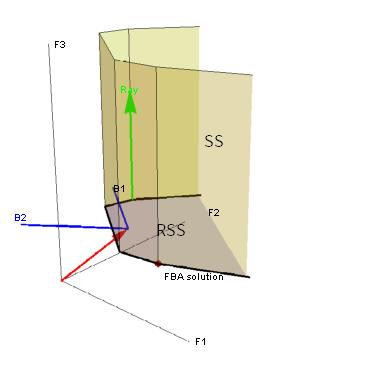 F3
Ray
SS
B1
F2
B2
RSS
FBA solution
F1